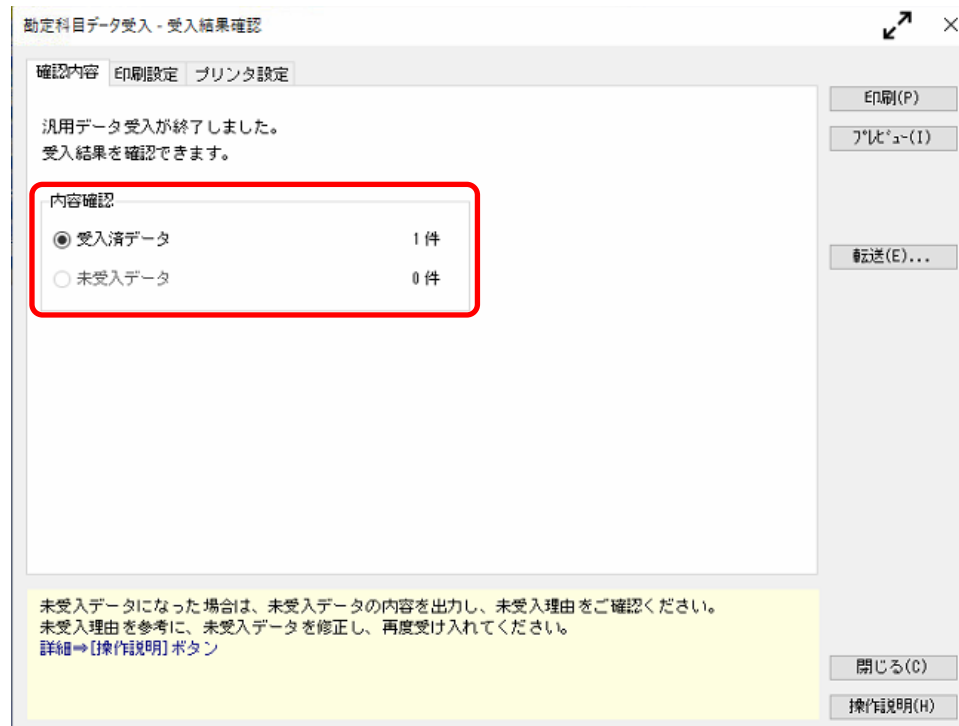 勘定科目データ受入 - 受入結果確認
確認内容 印刷設定 プリンタ設定
印刷(P)
汎用データ受入が終了しました。
受入結果を確認できます。
プレビュー(I)
内容確認
受入済データ 1 件
転送(E)...
未受入データ 0 件
未受入データになった場合は、未受入データの内容を出力し、未受入理由をご確認ください。
未受入理由を参考に、未受入データを修正し、再度受け入れてください。
詳細⇒[操作説明]ボタン
閉じる(C)
操作説明(H)